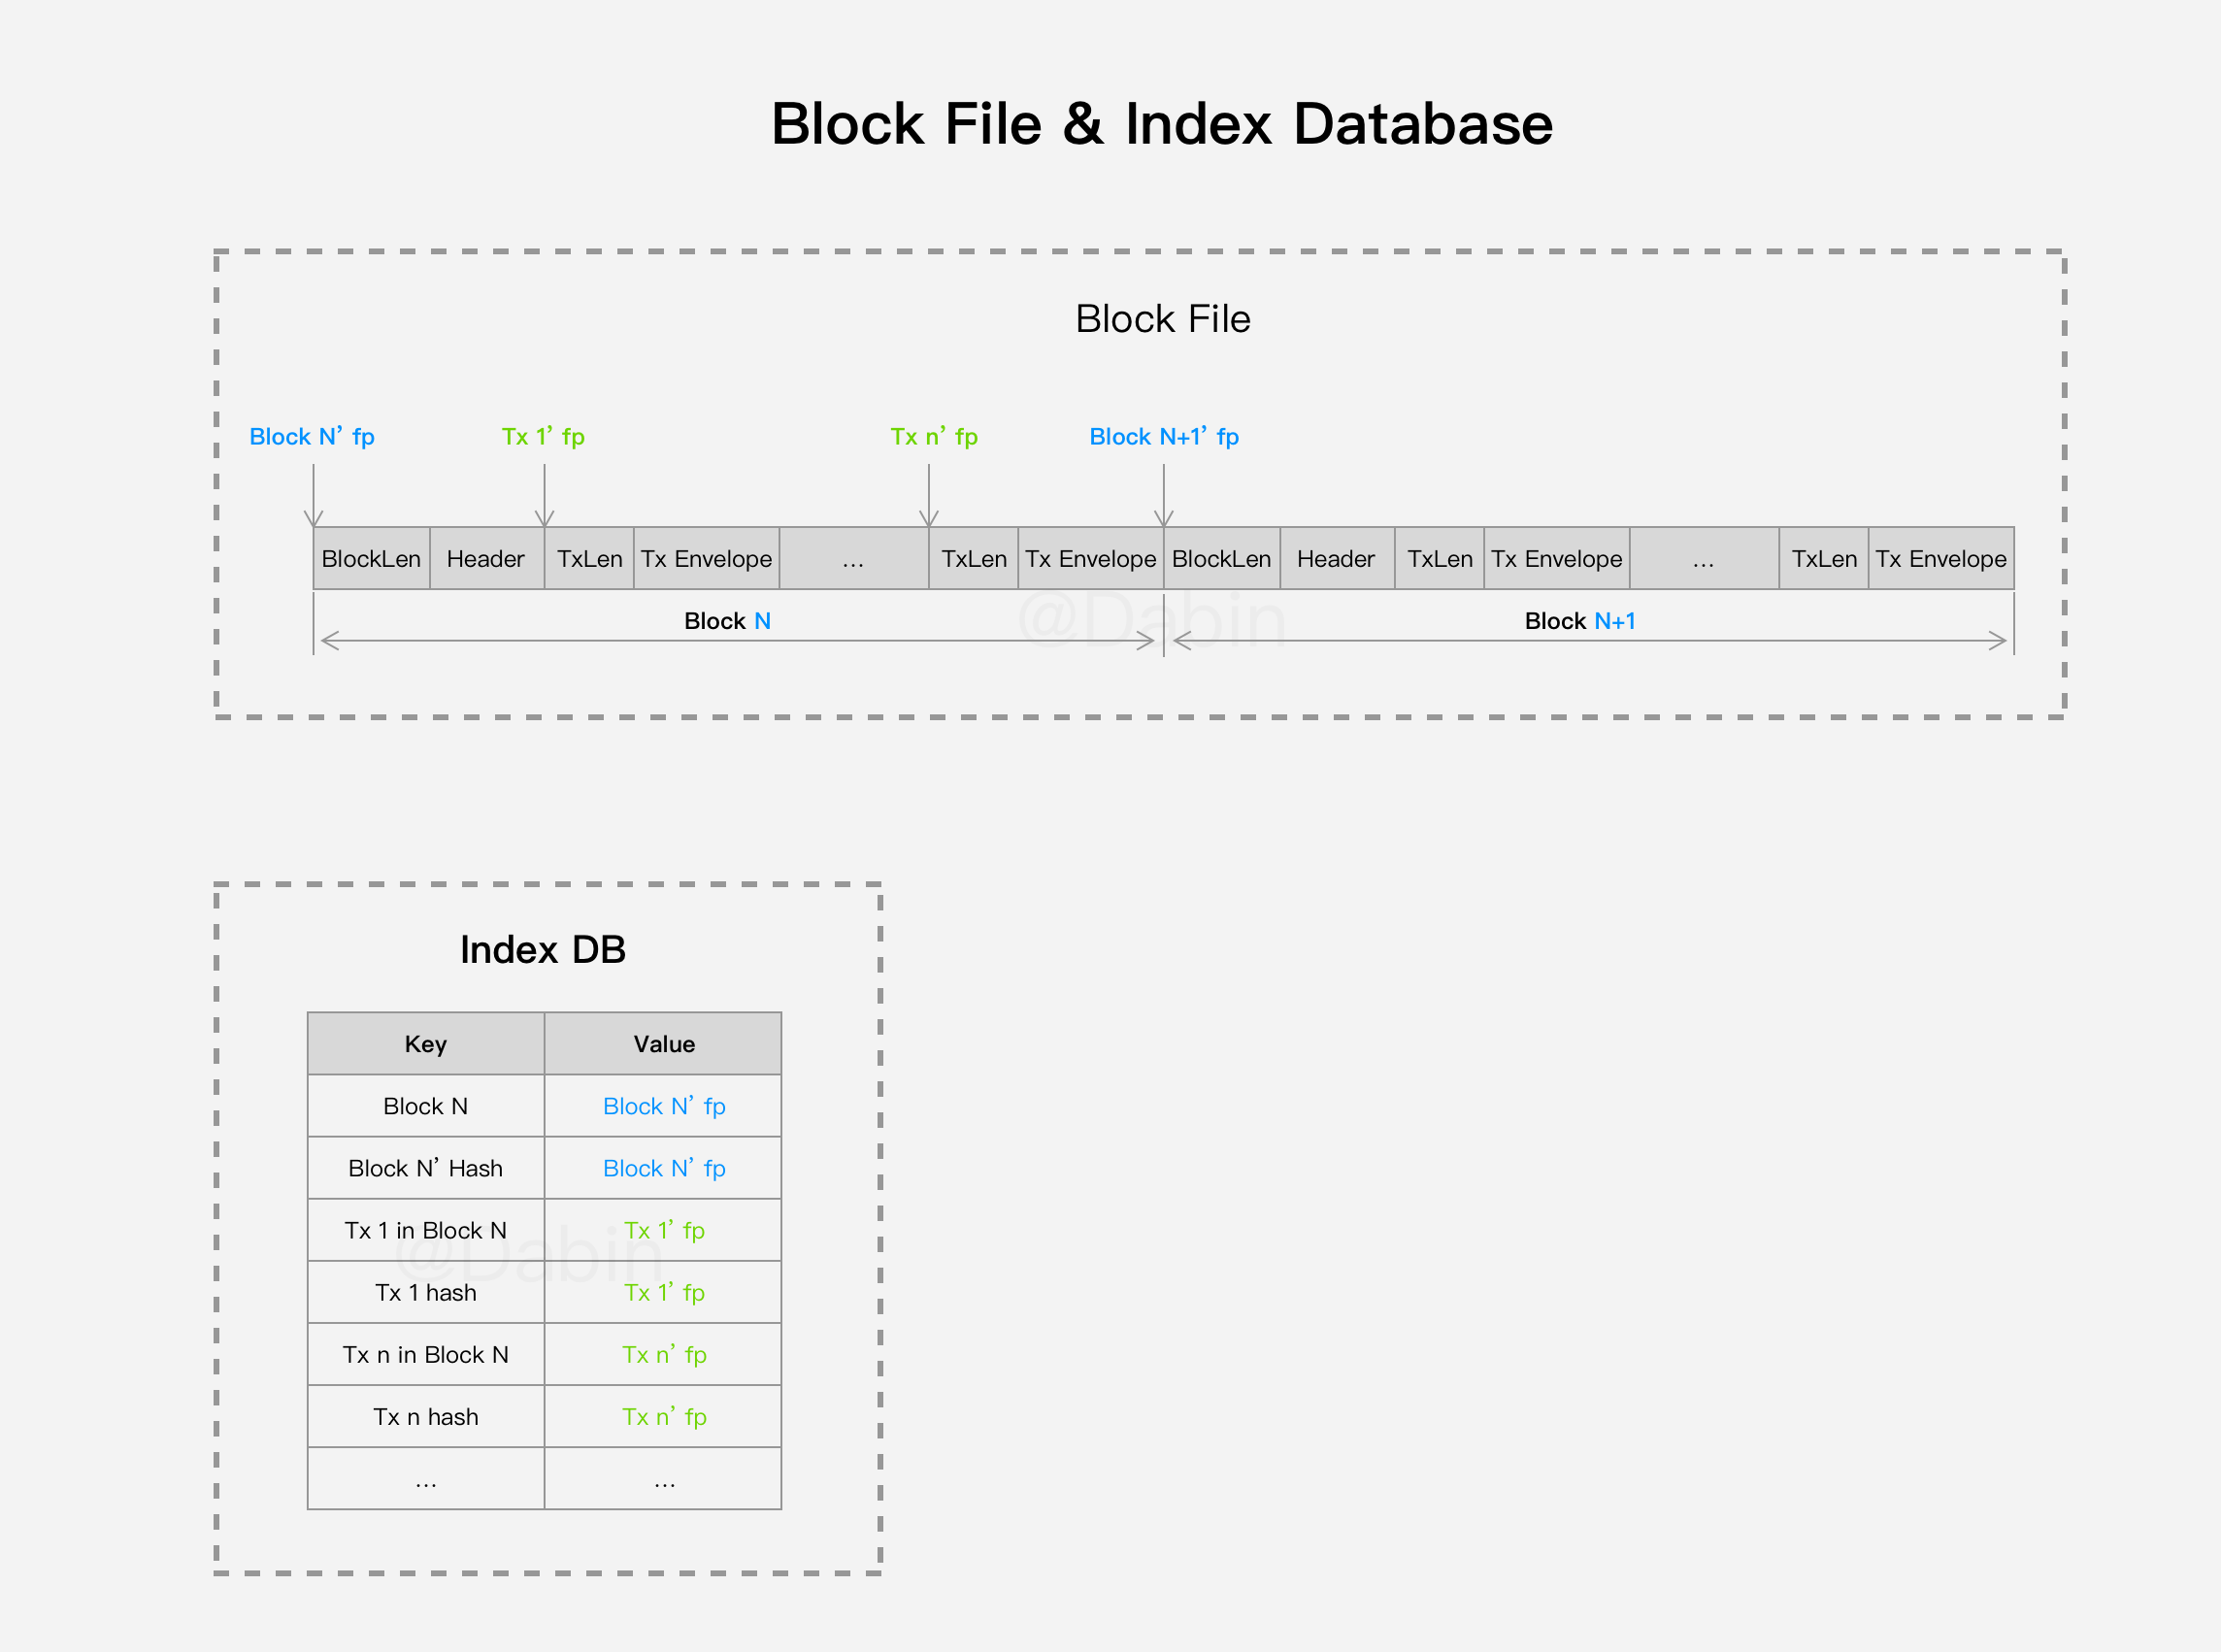 Block File & Index Database
Block File
Block N’ fp Tx 1’ fp Tx n’ fp Block N+1’ fp
BlockLen Header TxLen Tx Envelope ... TxLen Tx Envelope BlockLen Header TxLen Tx Envelope ... TxLen Tx Envelope
Block N Block N+1
@Dabin
Index DB
Key Value
Block N Block N’ fp
Block N’ Hash Block N’ fp
Tx 1 in Block N Tx 1’ fp
@Dabin
Tx 1 hash Tx 1’ fp
Tx n in Block N Tx n’ fp
Tx n hash Tx n’ fp
... ...